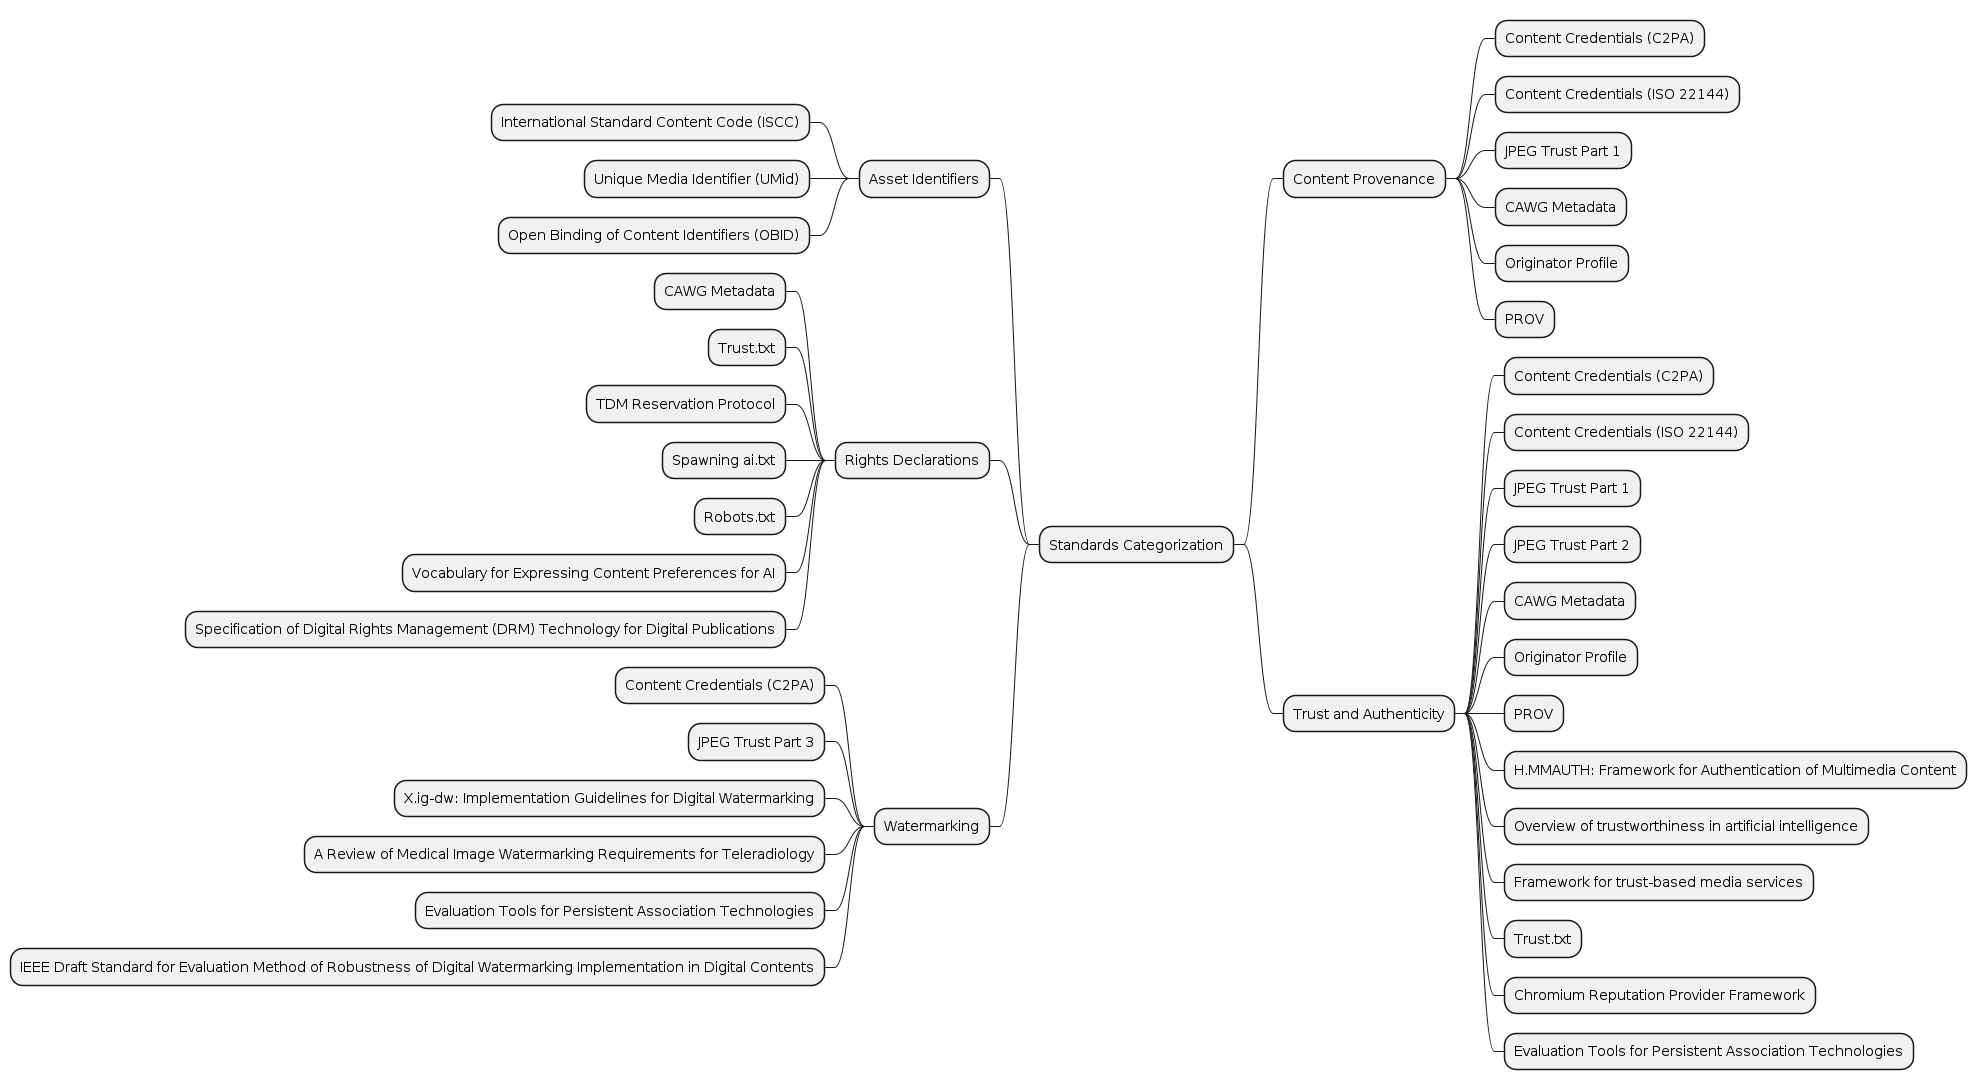 Standards Categorization
Content Provenance
Content Credentials (C2PA)
Content Credentials (ISO 22144)
JPEG Trust Part 1
CAWG Metadata
Originator Profile
PROV
Trust and Authenticity
Content Credentials (C2PA)
Content Credentials (ISO 22144)
JPEG Trust Part 1
JPEG Trust Part 2
CAWG Metadata
Originator Profile
PROV
H.MMAUTH: Framework for Authentication of Multimedia Content
Overview of trustworthiness in artificial intelligence
Framework for trust-based media services
Trust.txt
Chromium Reputation Provider Framework
Evaluation Tools for Persistent Association Technologies
Asset Identifiers
International Standard Content Code (ISCC)
Unique Media Identifier (UMid)
Open Binding of Content Identifiers (OBID)
Rights Declarations
CAWG Metadata
Trust.txt
TDM Reservation Protocol
Spawning ai.txt
Robots.txt
Vocabulary for Expressing Content Preferences for AI
Specification of Digital Rights Management (DRM) Technology for Digital Publications
Watermarking
Content Credentials (C2PA)
JPEG Trust Part 3
X.ig-dw: Implementation Guidelines for Digital Watermarking
A Review of Medical Image Watermarking Requirements for Teleradiology
Evaluation Tools for Persistent Association Technologies
IEEE Draft Standard for Evaluation Method of Robustness of Digital Watermarking Implementation in Digital Contents